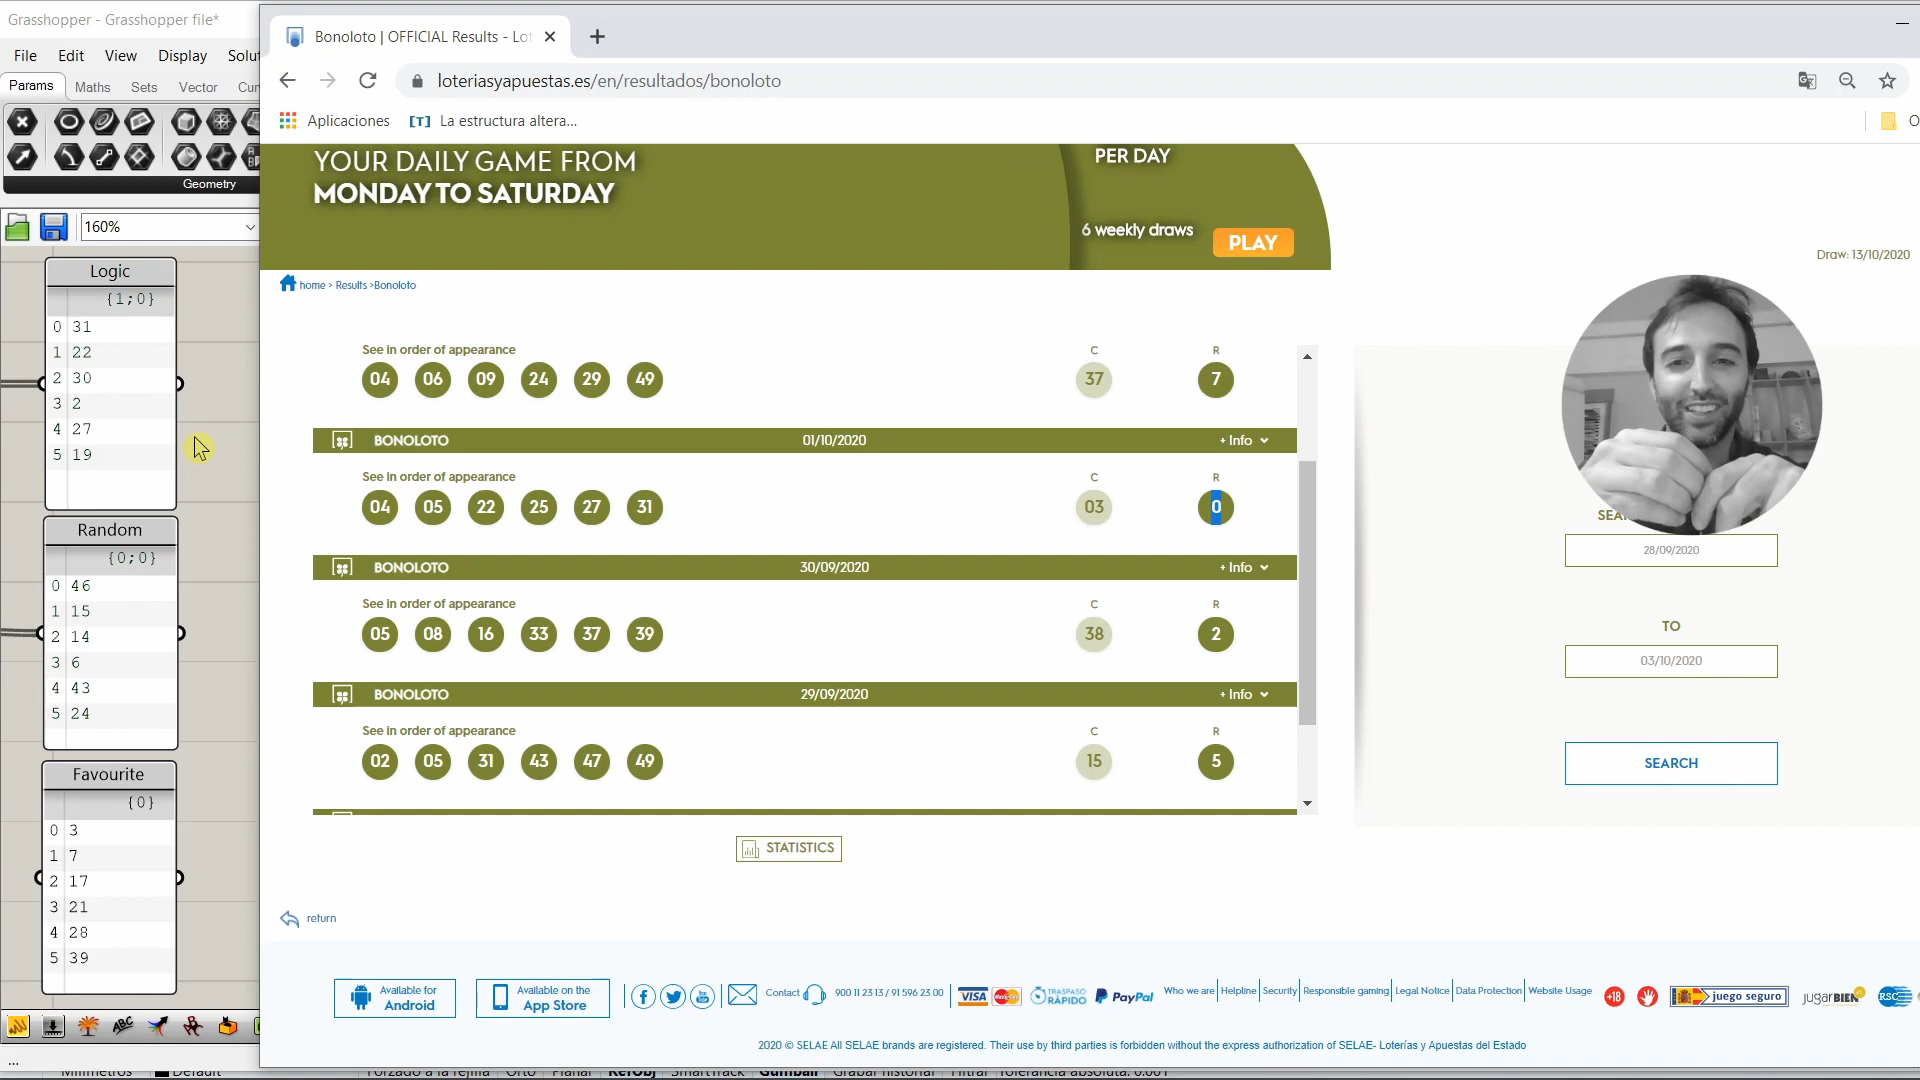 Grasshopper - Grasshopper file*
File Edit View Display
Params Maths Sets Vector
Geometry
160%
Logic
{1;0}
0 31
1 22
2 30
3 2
4 27
5 19
Random
{0;0}
0 46
1 15
2 14
3 6
4 43
5 24
Favourite
{0}
0 3
1 7
2 17
3 21
4 28
5 39
...
Bonoloto | OFFICIAL Results - Lot
loteriasyapuestas.es/en/resultados/bonoloto
Aplicaciones [T] La estructura altera...
YOUR DAILY GAME FROM
MONDAY TO SATURDAY
PER DAY
6 weekly draws
PLAY
Draw: 13/10/2020
home > Results >Bonoloto
See in order of appearance C R
04 06 09 24 29 49 37 7
BONOLOTO 01/10/2020 + Info
See in order of appearance C R
04 05 22 25 27 31 03 0
BONOLOTO 30/09/2020 + Info
See in order of appearance C R
05 08 16 33 37 39 38 2
BONOLOTO 29/09/2020 + Info
See in order of appearance C R
02 05 31 43 47 49 15 5
STATISTICS
28/09/2020
TO
03/10/2020
SEARCH
return
Available for
Android
Available on the
App Store
Contact
900 11 23 13 / 91 596 23 00
VISA
TRASPASO
RÁPIDO
PayPal
Who we are Helpline Security Responsible gaming Legal Notice Data Protection Website Usage
+18
juego seguro
jugarBIEN
RSC
2020 © SELAE All SELAE brands are registered. Their use by third parties is forbidden without the express authorization of SELAE- Loterías y Apuestas del Estado